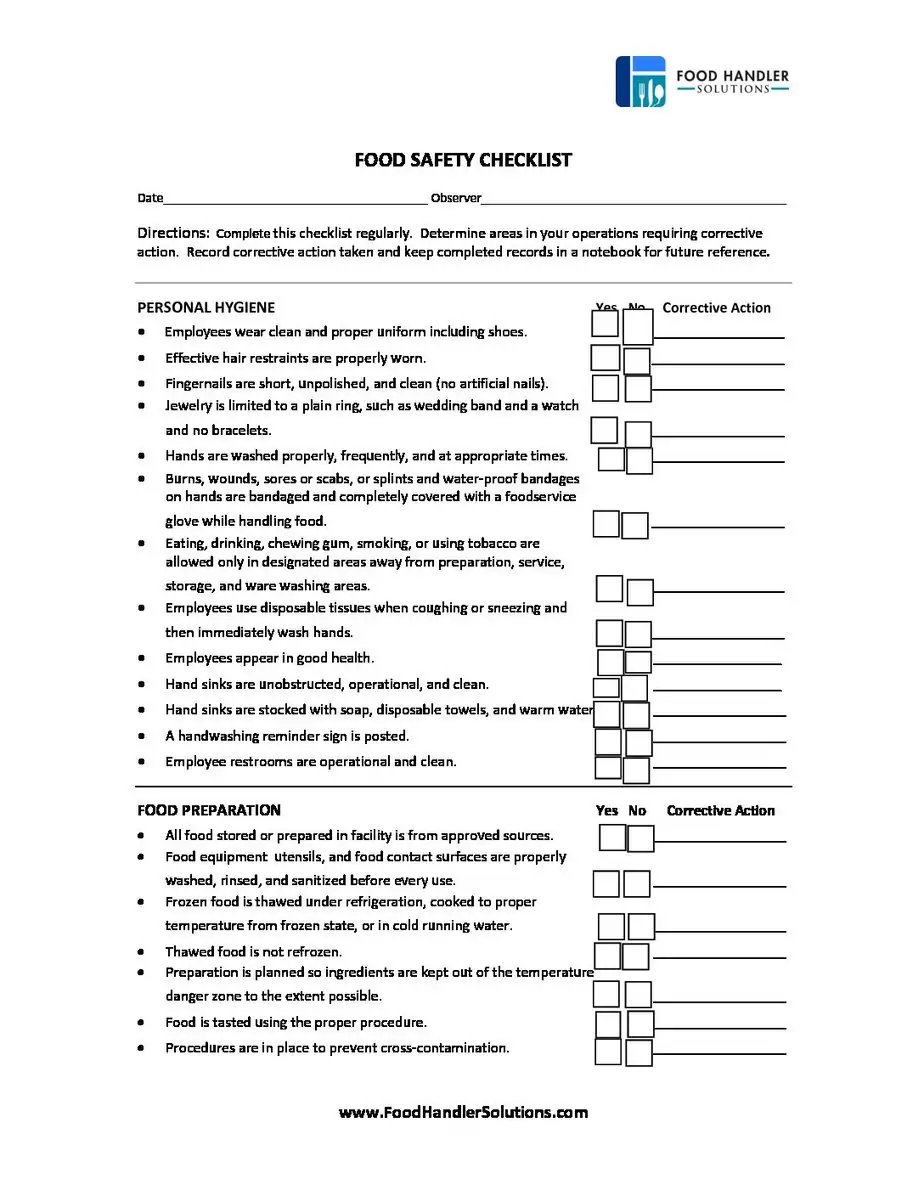 FOOD HANDLER
SOLUTIONS
FOOD SAFETY CHECKLIST
Date Observer
Directions: Complete this checklist regularly. Determine areas in your operations requiring corrective
action. Record corrective action taken and keep completed records in a notebook for future reference.
PERSONAL HYGIENE Yes No Corrective Action
• Employees wear clean and proper uniform including shoes.
• Effective hair restraints are properly worn.
• Fingernails are short, unpolished, and clean (no artificial nails).
• Jewelry is limited to a plain ring, such as wedding band and a watch
and no bracelets.
• Hands are washed properly, frequently, and at appropriate times.
• Burns, wounds, sores or scabs, or splints and water-proof bandages
on hands are bandaged and completely covered with a foodservice
glove while handling food.
• Eating, drinking, chewing gum, smoking, or using tobacco are
allowed only in designated areas away from preparation, service,
storage, and ware washing areas.
• Employees use disposable tissues when coughing or sneezing and
then immediately wash hands.
• Employees appear in good health.
• Hand sinks are unobstructed, operational, and clean.
• Hand sinks are stocked with soap, disposable towels, and warm water
• A handwashing reminder sign is posted.
• Employee restrooms are operational and clean.
FOOD PREPARATION Yes No Corrective Action
• All food stored or prepared in facility is from approved sources.
• Food equipment utensils, and food contact surfaces are properly
washed, rinsed, and sanitized before every use.
• Frozen food is thawed under refrigeration, cooked to proper
temperature from frozen state, or in cold running water.
• Thawed food is not refrozen.
• Preparation is planned so ingredients are kept out of the temperature
danger zone to the extent possible.
• Food is tasted using the proper procedure.
• Procedures are in place to prevent cross-contamination.
www.FoodHandlerSolutions.com